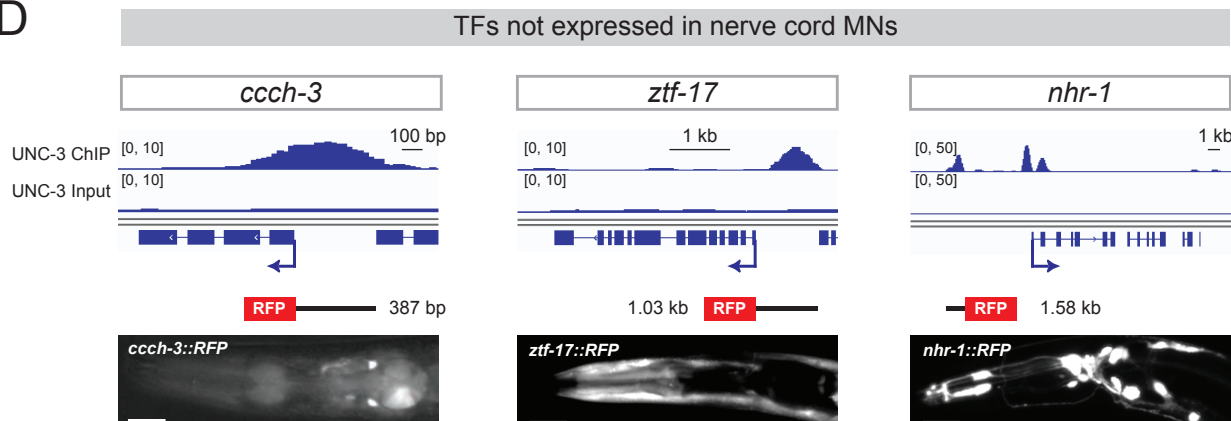 D
TFs not expressed in nerve cord MNs
ccch-3 ztf-17 nhr-1
UNC-3 ChIP [0, 10] 100 bp [0, 10] 1 kb [0, 50] 1 kb
UNC-3 Input [0, 10] [0, 10] [0, 50]
RFP 387 bp 1.03 kb RFP RFP 1.58 kb
ccch-3::RFP ztf-17::RFP nhr-1::RFP